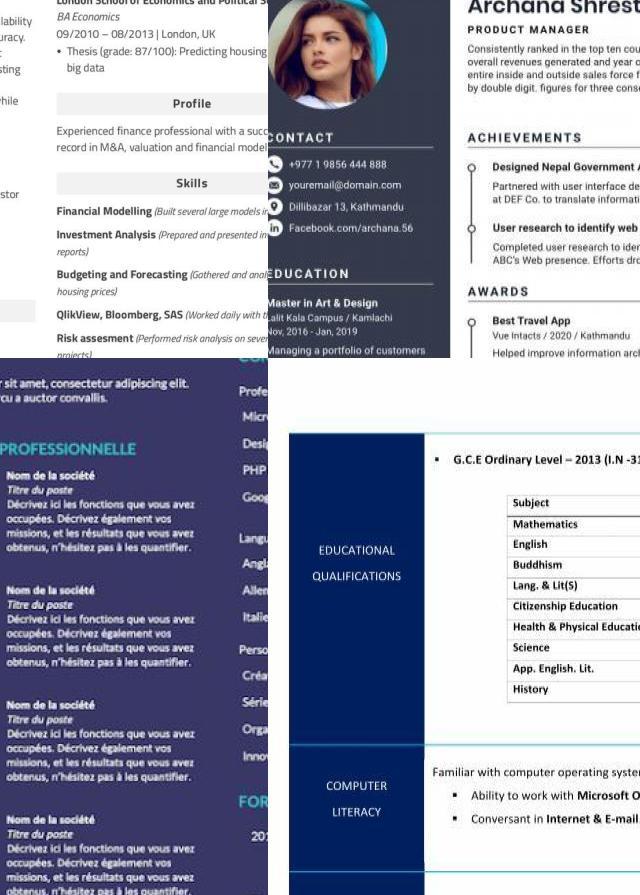 London School of Economics and Political S
BA Economics
09/2010 – 08/2013 | London, UK
• Thesis (grade: 87/100): Predicting housing
big data
lability
uracy.
sting
while
stor
Profile
Experienced finance professional with a succ
record in M&A, valuation and financial model
Skills
Financial Modelling (Built several large models in
Investment Analysis (Prepared and presented in
reports)
Budgeting and Forecasting (Gathered and anal
housing prices)
QlikView, Bloomberg, SAS (Worked daily with t
Risk assesment (Performed risk analysis on seve
projects)
CONTACT
+977 1 9856 444 888
youremail@domain.com
Dillibazar 13, Kathmandu
Facebook.com/archana.56
EDUCATION
Master in Art & Design
Lalit Kala Campus / Kamlachi
Nov, 2016 - Jan, 2019
Managing a portfolio of customers
Archana Shrest
PRODUCT MANAGER
Consistently ranked in the top ten cou
overall revenues generated and year o
entire inside and outside sales force f
by double digit. figures for three cons
ACHIEVEMENTS
Designed Nepal Government A
Partnered with user interface de
at DEF Co. to translate informati
User research to identify web
Completed user research to iden
ABC's Web presence. Efforts dro
AWARDS
Best Travel App
Vue Intacts / 2020 / Kathmandu
Helped improve information arch
r sit amet, consectetur adipiscing elit.
rcu a auctor convallis.
PROFESSIONNELLE
Nom de la société
Titre du poste
Décrivez ici les fonctions que vous avez
occupées. Décrivez également vos
missions, et les résultats que vous avez
obtenus, n'hésitez pas à les quantifier.
Nom de la société
Titre du poste
Décrivez ici les fonctions que vous avez
occupées. Décrivez également vos
missions, et les résultats que vous avez
obtenus, n'hésitez pas à les quantifier.
Nom de la société
Titre du poste
Décrivez ici les fonctions que vous avez
occupées. Décrivez également vos
missions, et les résultats que vous avez
obtenus, n'hésitez pas à les quantifier.
Nom de la société
Titre du poste
Décrivez ici les fonctions que vous avez
occupées. Décrivez également vos
missions, et les résultats que vous avez
obtenus, n'hésitez pas à les quantifier.
Profe
Micr
Desi
PHP
Goog
Langu
Angl
Allen
Italie
Perso
Créa
Série
Orga
Innov
FOR
201
EDUCATIONAL
QUALIFICATIONS
▪ G.C.E Ordinary Level – 2013 (I.N -31
Subject
Mathematics
English
Buddhism
Lang. & Lit(S)
Citizenship Education
Health & Physical Educatio
Science
App. English. Lit.
History
COMPUTER
LITERACY
Familiar with computer operating system
▪ Ability to work with Microsoft O
▪ Conversant in Internet & E-mail